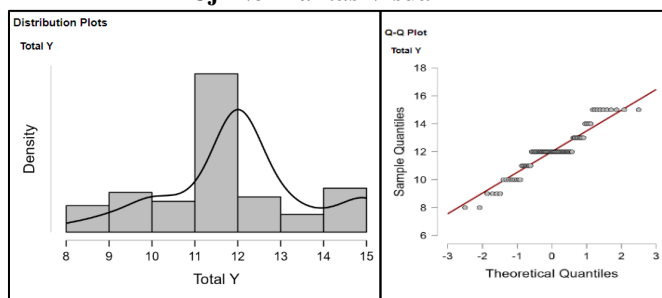 Distribution Plots
Total Y
Density
8 9 10 11 12 13 14 15
Total Y
Q-Q Plot
Total Y
18
16
14
12
10
8
6
Sample Quantiles
-3 -2 -1 0 1 2 3
Theoretical Quantiles